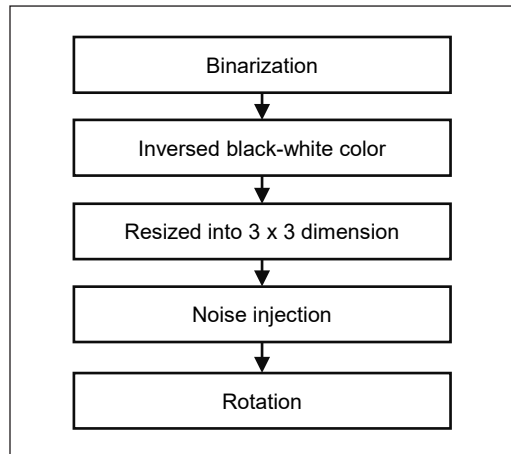 Binarization
Inversed black-white color
Resized into 3 x 3 dimension
Noise injection
Rotation